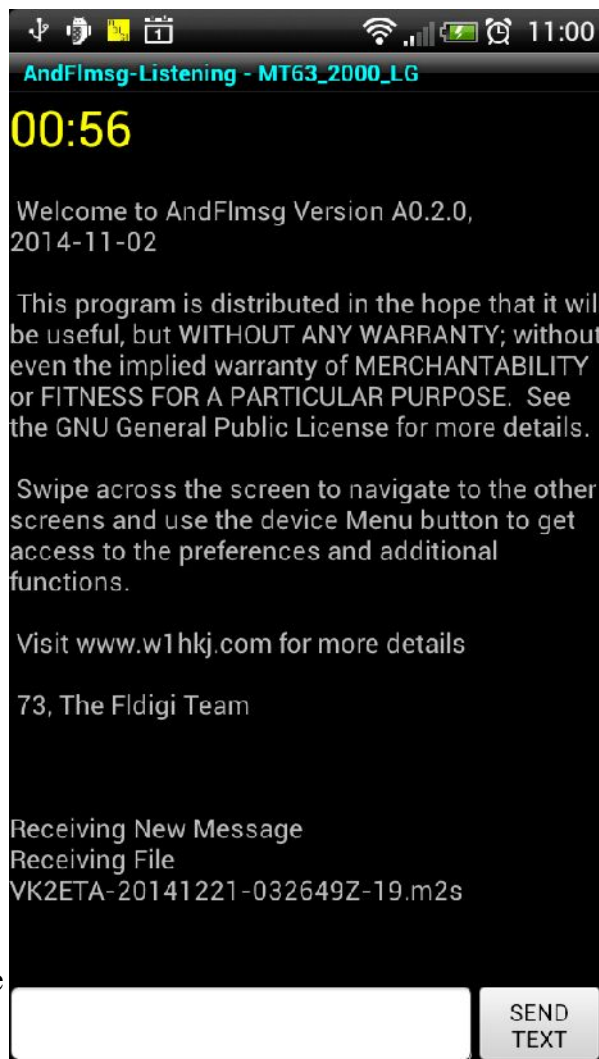 11:00
AndFlmsg-Listening - MT63_2000_LG
00:56
Welcome to AndFlmsg Version A0.2.0,
2014-11-02
This program is distributed in the hope that it wil
be useful, but WITHOUT ANY WARRANTY; without
even the implied warranty of MERCHANTABILITY
or FITNESS FOR A PARTICULAR PURPOSE.  See
the GNU General Public License for more details.
Swipe across the screen to navigate to the other
screens and use the device Menu button to get
access to the preferences and additional
functions.
Visit www.w1hkj.com for more details
73, The Fldigi Team
Receiving New Message
Receiving File
VK2ETA-20141221-032649Z-19.m2s
e
SEND
TEXT